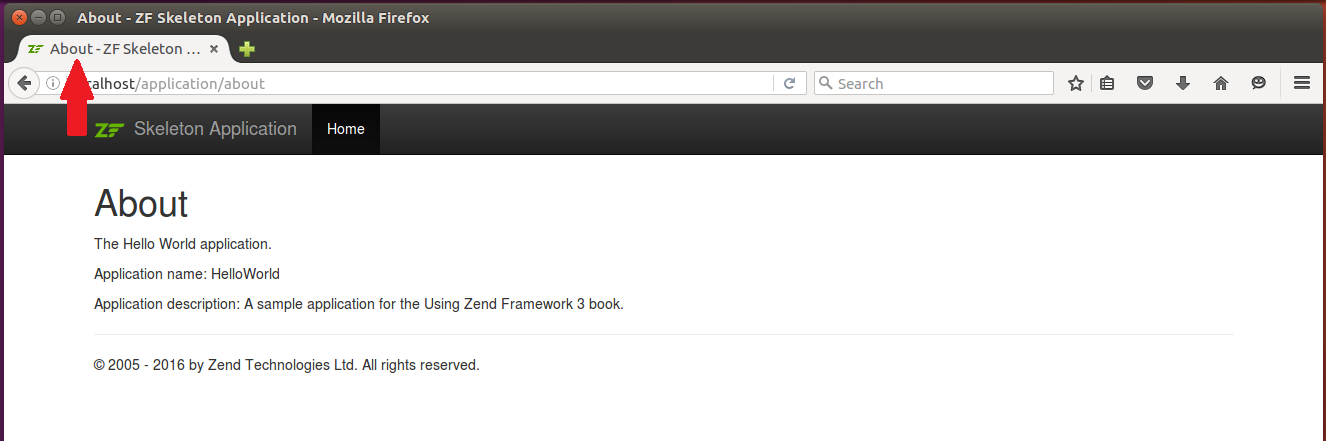 About - ZF Skeleton Application - Mozilla Firefox
About - ZF Skeleton ...
calhost/application/about
Search
ZF Skeleton Application
Home
About
The Hello World application.
Application name: HelloWorld
Application description: A sample application for the Using Zend Framework 3 book.
© 2005 - 2016 by Zend Technologies Ltd. All rights reserved.